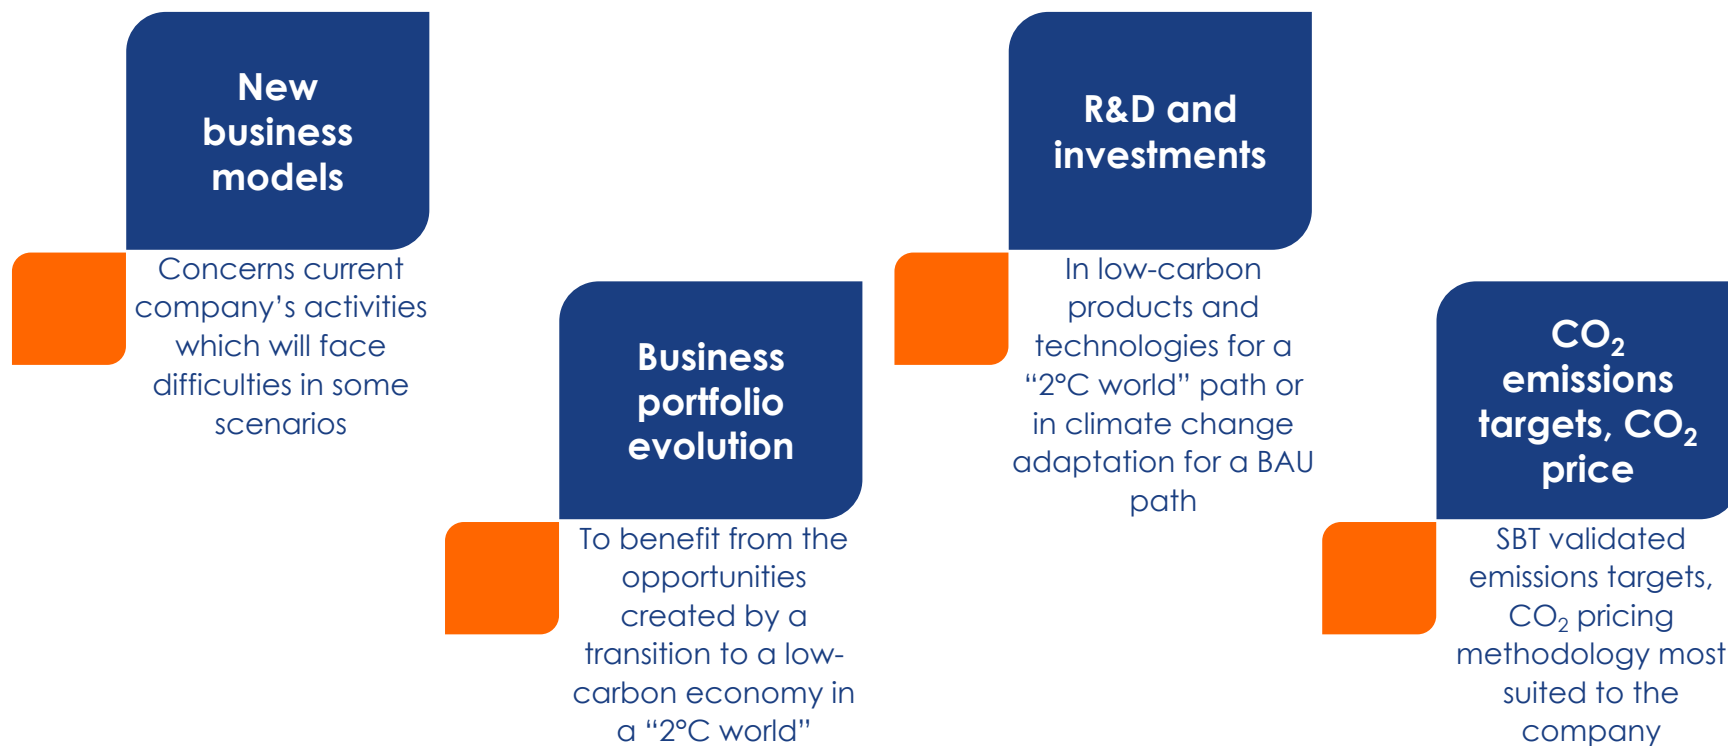 New
business
models
Concerns current
company’s activities
which will face
difficulties in some
scenarios
Business
portfolio
evolution
To benefit from the
opportunities
created by a
transition to a low-
carbon economy in
a “2°C world”
R&D and
investments
In low-carbon
products and
technologies for a
“2°C world” path or
in climate change
adaptation for a BAU
path
CO₂
emissions
targets, CO₂
price
SBT validated
emissions targets,
CO₂ pricing
methodology most
suited to the
company